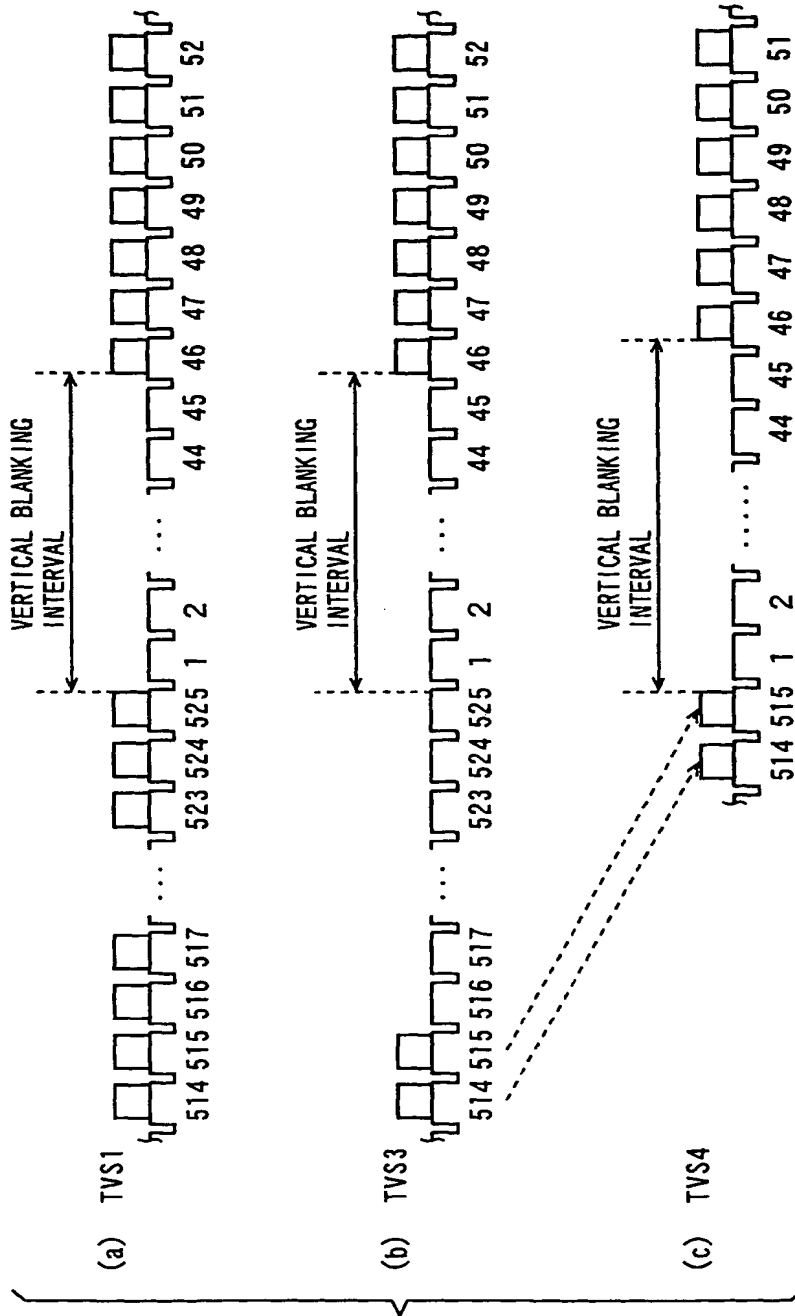 (a) TVS1
VERTICAL BLANKING
INTERVAL
514 515 516 517 .... 523 524 525 1 2 ... 44 45 46 47 48 49 50 51 52
(b) TVS3
VERTICAL BLANKING
INTERVAL
514 515 516 517 .... 523 524 525 1 2 .... 44 45 46 47 48 49 50 51 52
(c) TVS4
VERTICAL BLANKING
INTERVAL
514 515 1 2 ...... 44 45 46 47 48 49 50 51